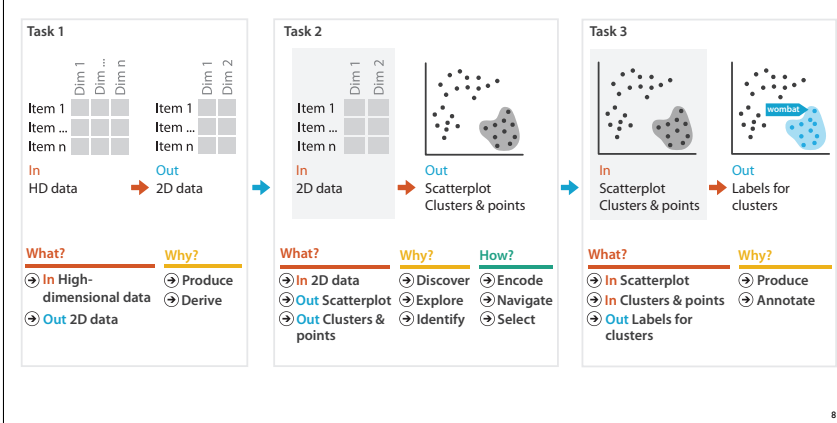 Task 1
Dim 1
Dim ...
Dim n
Item 1
Item ...
Item n
In
HD data
Dim 1
Dim 2
Item 1
Item ...
Item n
Out
2D data
What?
In High-
dimensional data
Out 2D data
Why?
Produce
Derive
Task 2
Dim 1
Dim 2
Item 1
Item ...
Item n
In
2D data
Out
Scatterplot
Clusters & points
What?
In 2D data
Out Scatterplot
Out Clusters &
points
Why?
Discover
Explore
Identify
How?
Encode
Navigate
Select
Task 3
In
Scatterplot
Clusters & points
wombat
Out
Labels for
clusters
What?
In Scatterplot
In Clusters & points
Out Labels for
clusters
Why?
Produce
Annotate
8